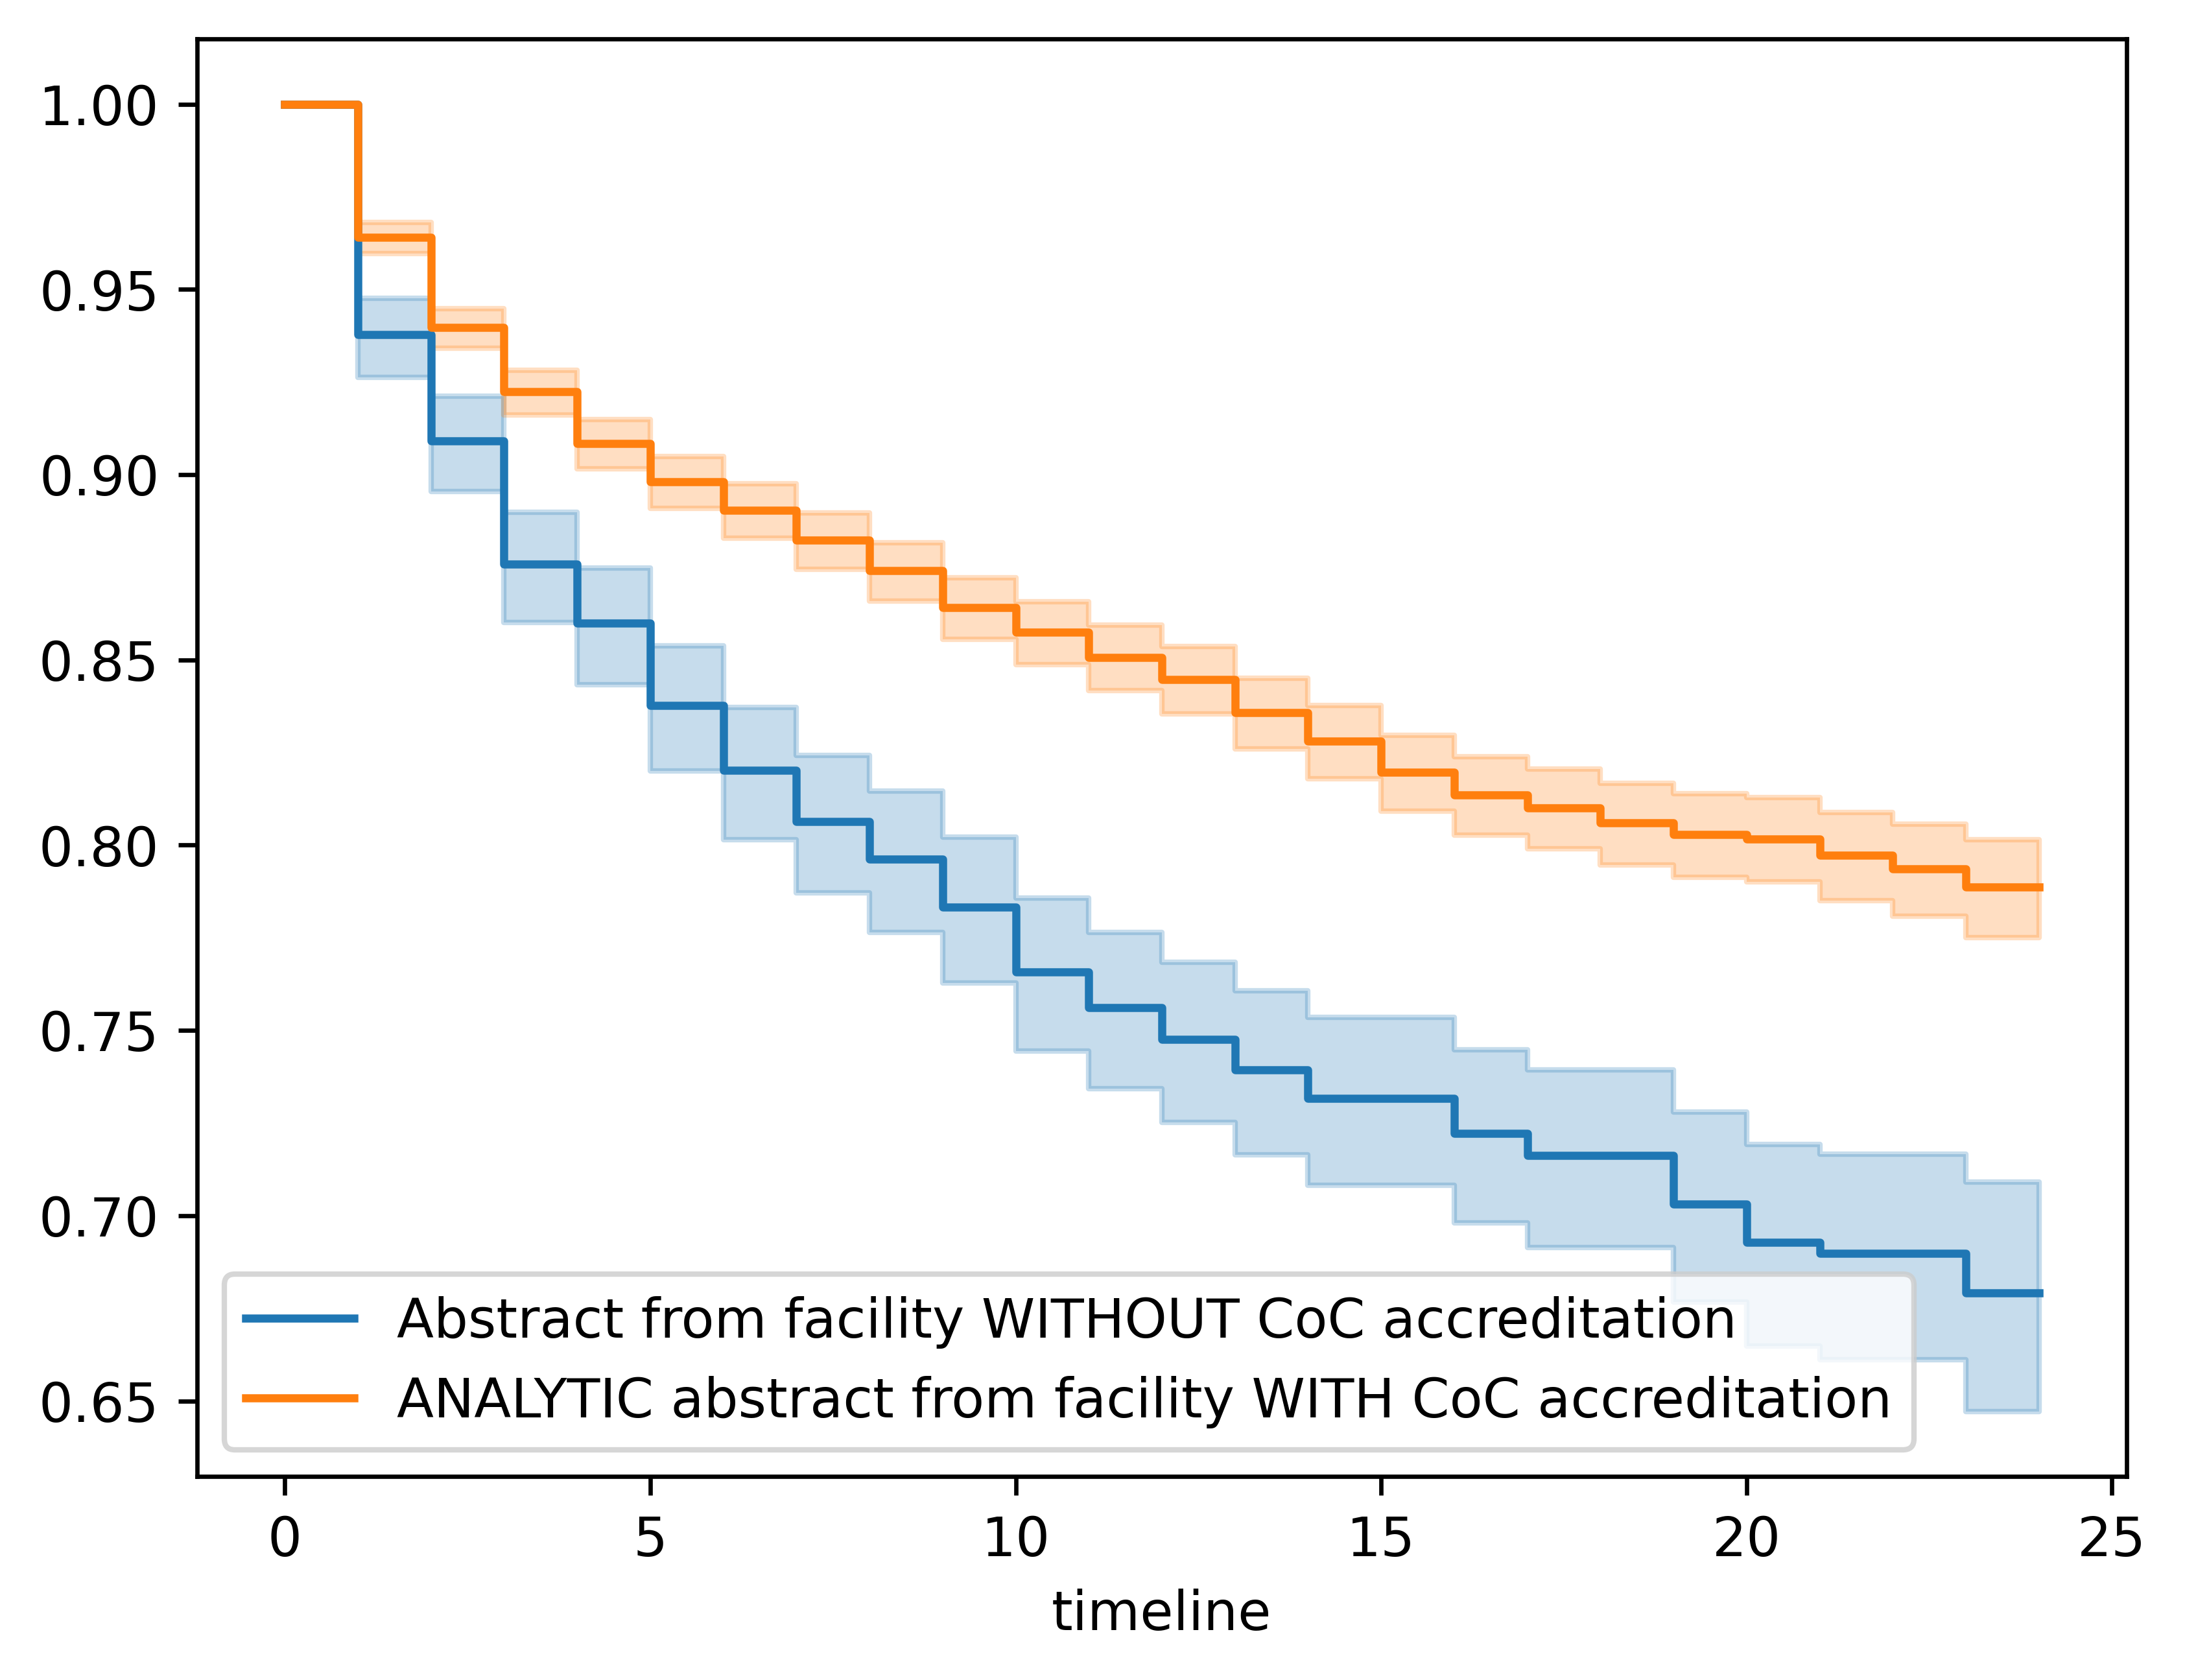 1.00
0.95
0.90
0.85
0.80
0.75
0.70
0.65
Abstract from facility WITHOUT CoC accreditation
ANALYTIC abstract from facility WITH CoC accreditation
0 5 10 15 20 25
timeline